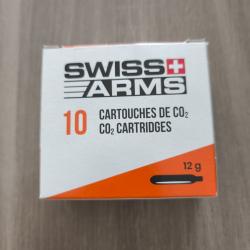 SWISS
ARMS
10 CARTOUCHES DE CO₂
CO₂ CARTRIDGES
12 g